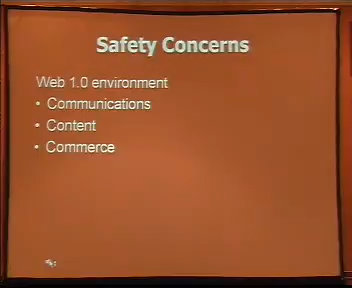 Safety Concerns
Web 1.0 environment
• Communications
• Content
• Commerce